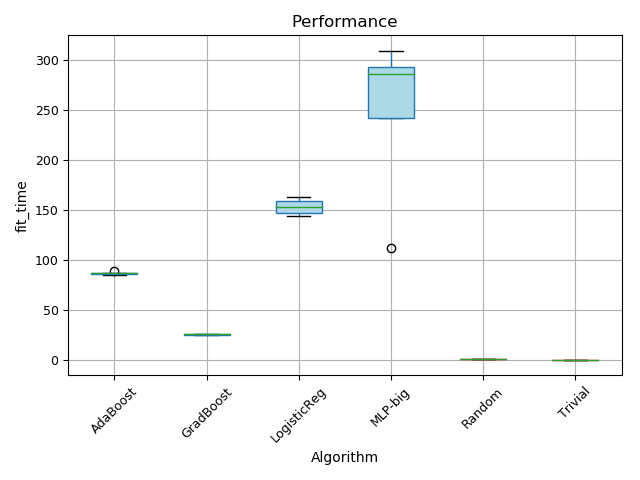 Performance
300
250
200
150
100
50
0
fit_time
AdaBoost
GradBoost
LogisticReg
MLP-big
Random
Trivial
Algorithm